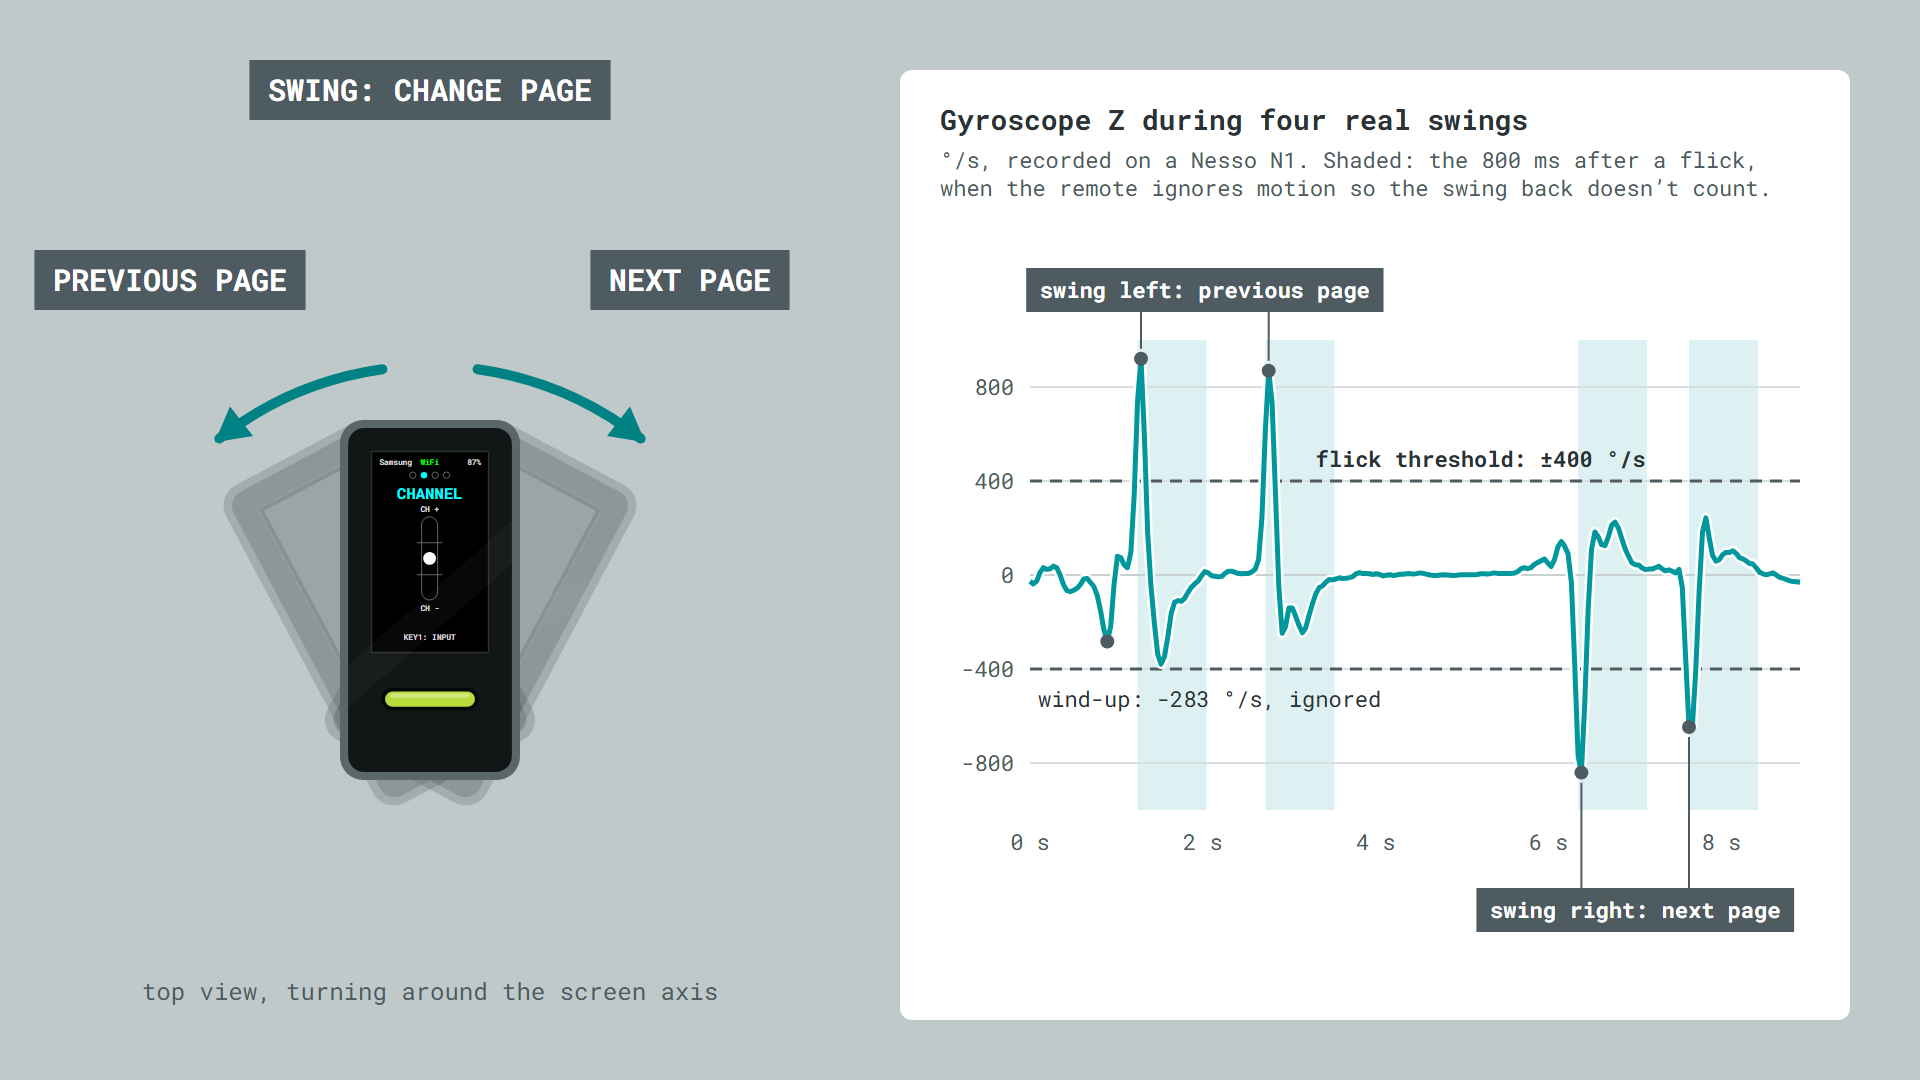 SWING: CHANGE PAGE
PREVIOUS PAGE
NEXT PAGE
Samsung WiFi 87%
CHANNEL
CH +
CH -
KEY1: INPUT
top view, turning around the screen axis
Gyroscope Z during four real swings
°/s, recorded on a Nesso N1. Shaded: the 800 ms after a flick,
when the remote ignores motion so the swing back doesn’t count.
swing left: previous page
800
flick threshold: ±400 °/s
400
0
-400
wind-up: -283 °/s, ignored
-800
0 s 2 s 4 s 6 s 8 s
swing right: next page